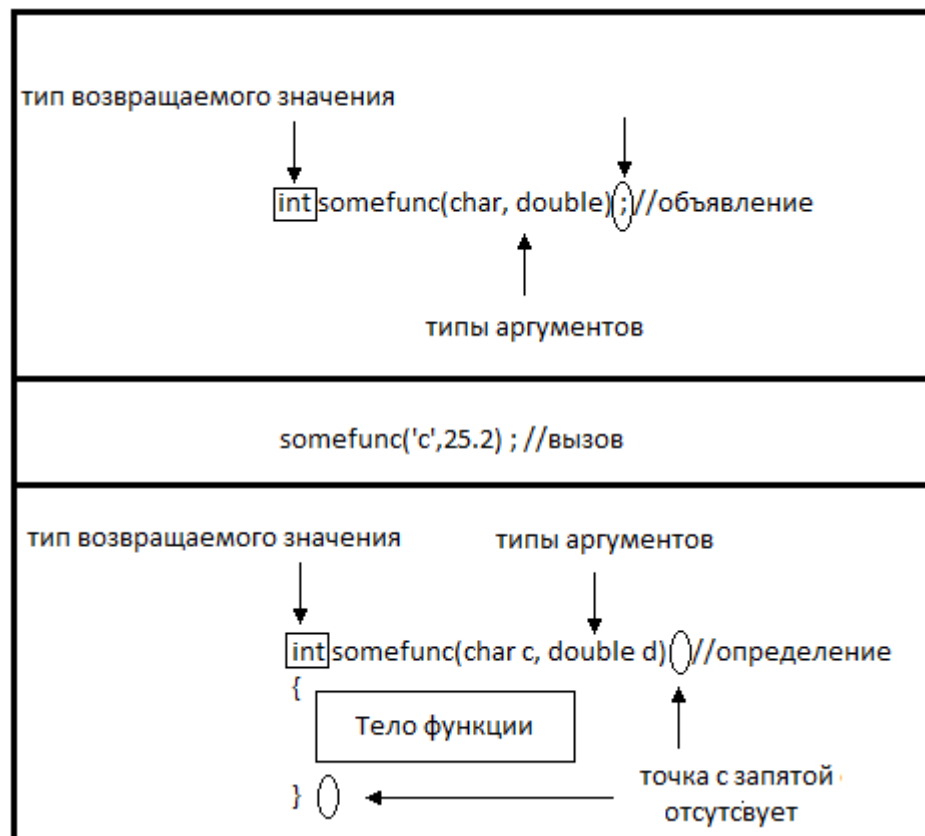 тип возвращаемого значения
int somefunc(char, double) ; //объявление
типы аргументов
somefunc('c',25.2) ; //вызов
тип возвращаемого значения
типы аргументов
int somefunc(char c, double d) //определение
{
Тело функции
}
точка с запятой
отсутсвует